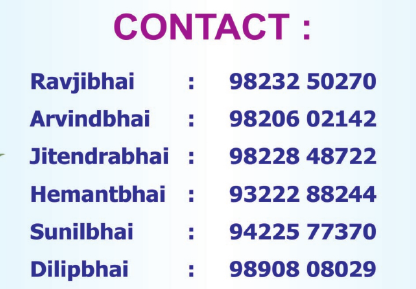 CONTACT :
Ravjibhai : 98232 50270
Arvindbhai : 98206 02142
Jitendrabhai : 98228 48722
Hemantbhai : 93222 88244
Sunilbhai : 94225 77370
Dilipbhai : 98908 08029